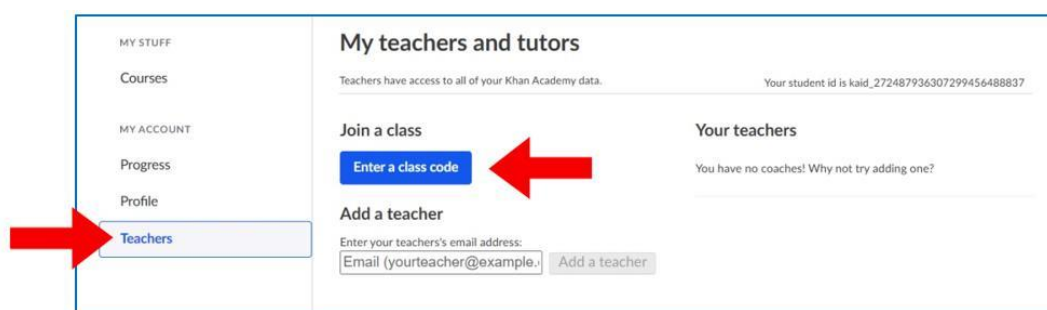 MY STUFF
Courses
MY ACCOUNT
Progress
Profile
Teachers
My teachers and tutors
Teachers have access to all of your Khan Academy data.
Your student id is kaid_272487936307299456488837
Join a class
Enter a class code
Add a teacher
Enter your teachers's email address:
Email (yourteacher@example.
Add a teacher
Your teachers
You have no coaches! Why not try adding one?